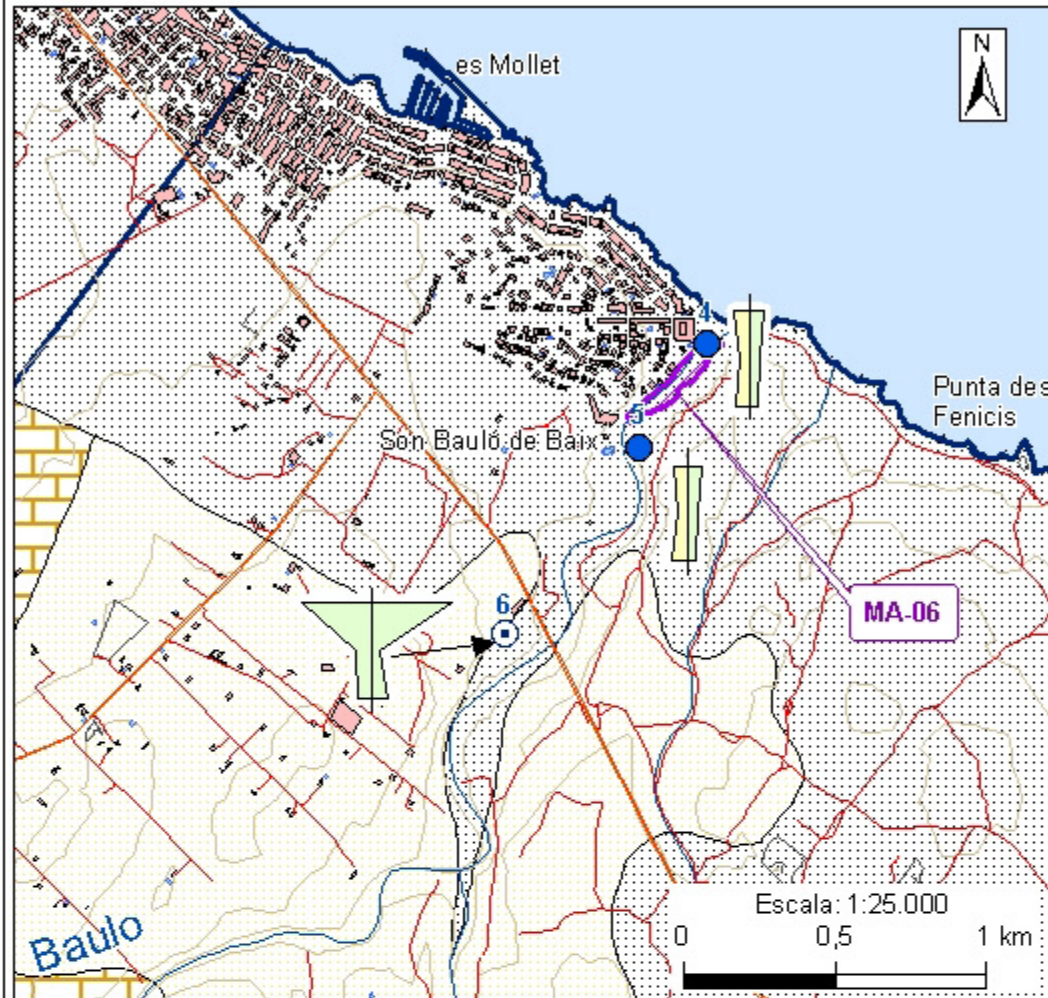 N
es Mollet
4
Punta des
Fenicis
5
Son Bauló de Baix
6
MA-06
Baulo
Escala: 1:25.000
0 0,5 1 km